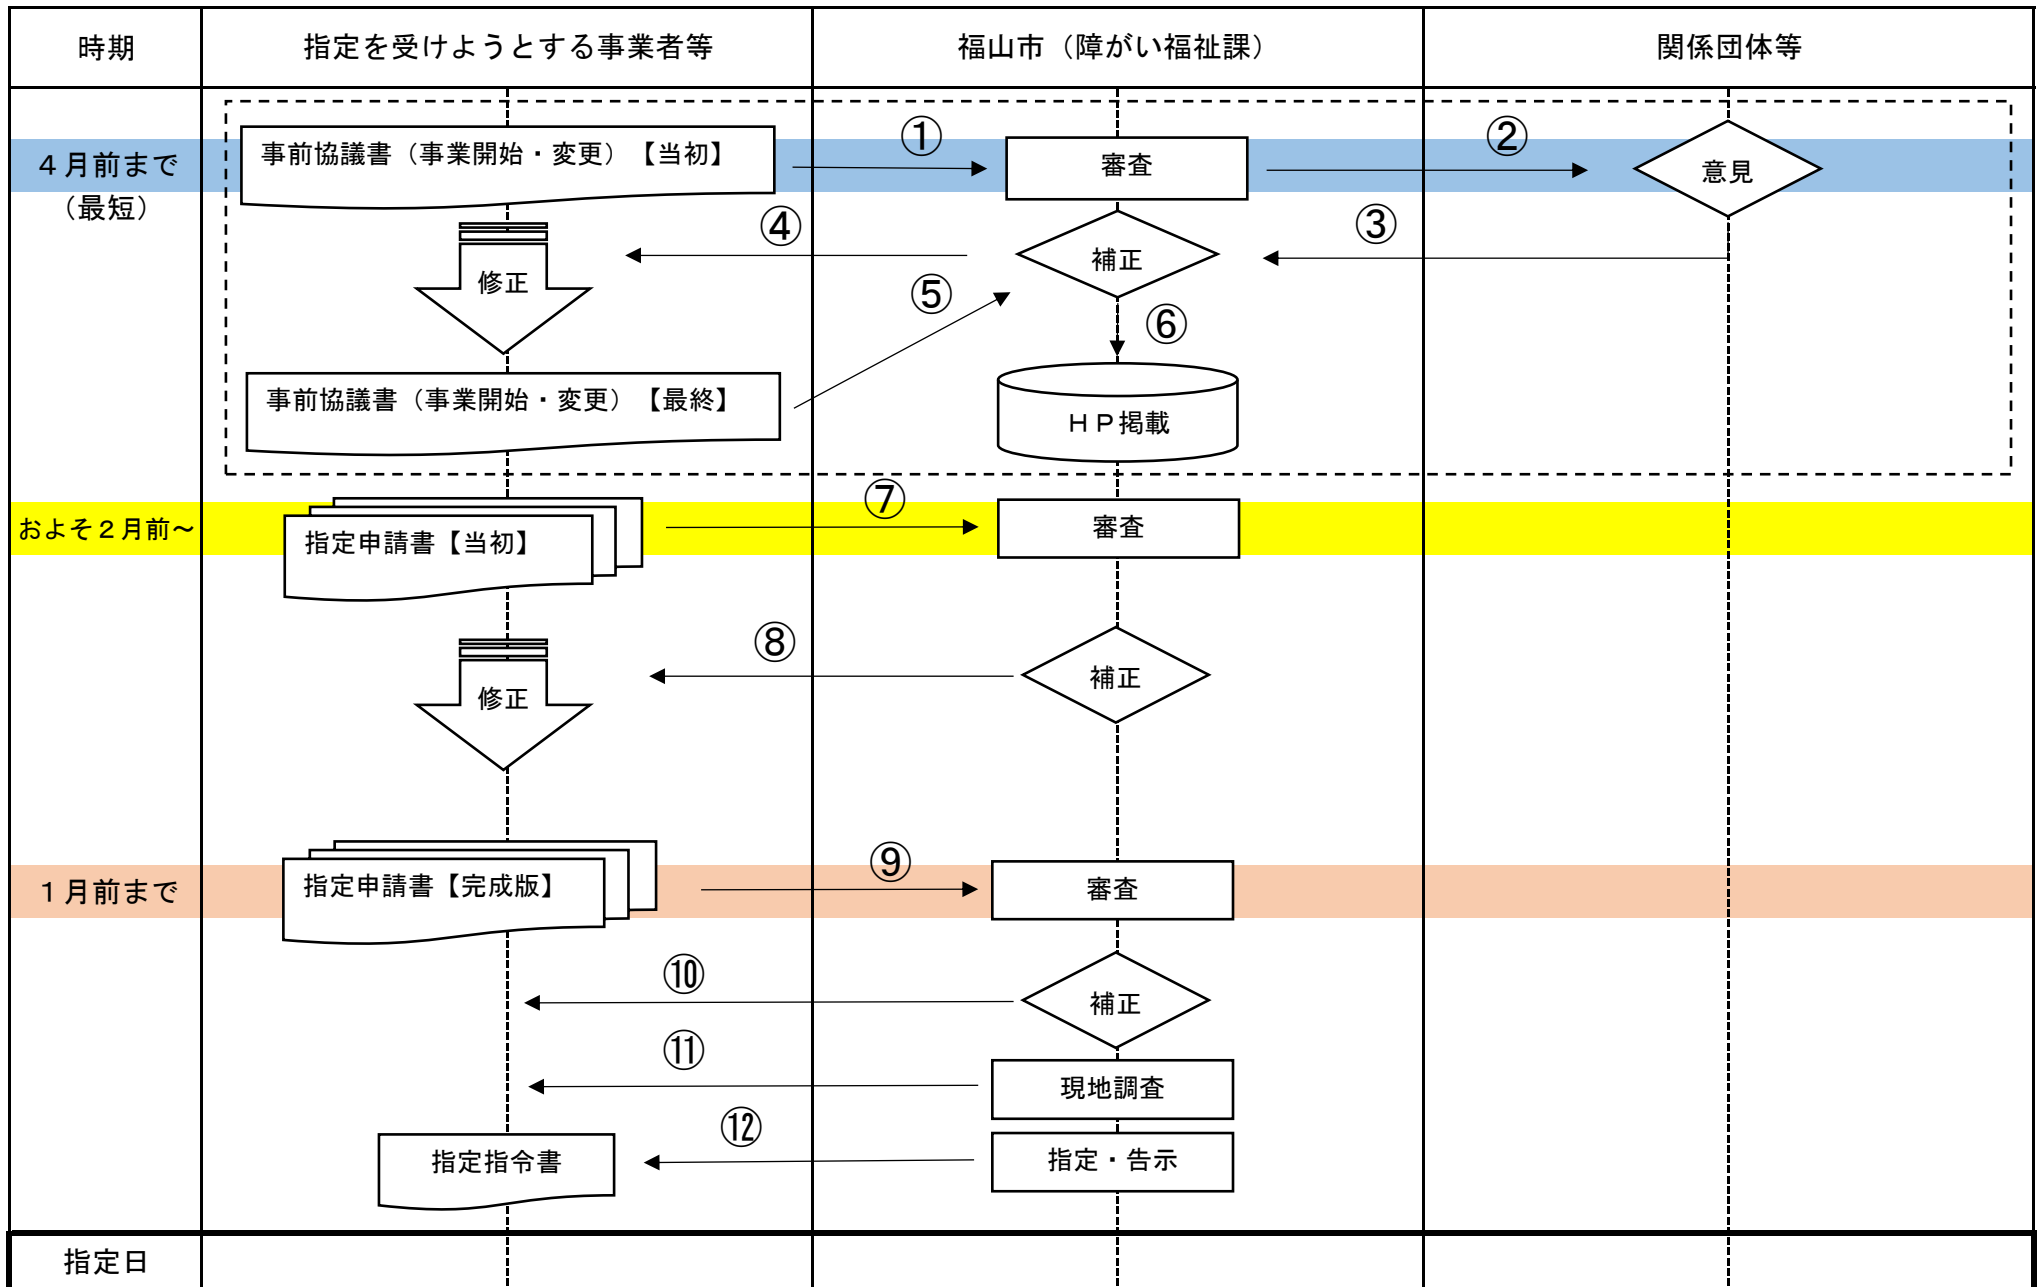 時期
指定を受けようとする事業者等
福山市（障がい福祉課）
関係団体等
４月前まで
（最短）
事前協議書（事業開始・変更）【当初】
①
審査
②
意見
③
補正
④
修正
⑤
⑥
事前協議書（事業開始・変更）【最終】
ＨＰ掲載
およそ２月前～
指定申請書【当初】
⑦
審査
⑧
補正
修正
１月前まで
指定申請書【完成版】
⑨
審査
⑩
補正
⑪
現地調査
⑫
指定・告示
指定指令書
指定日